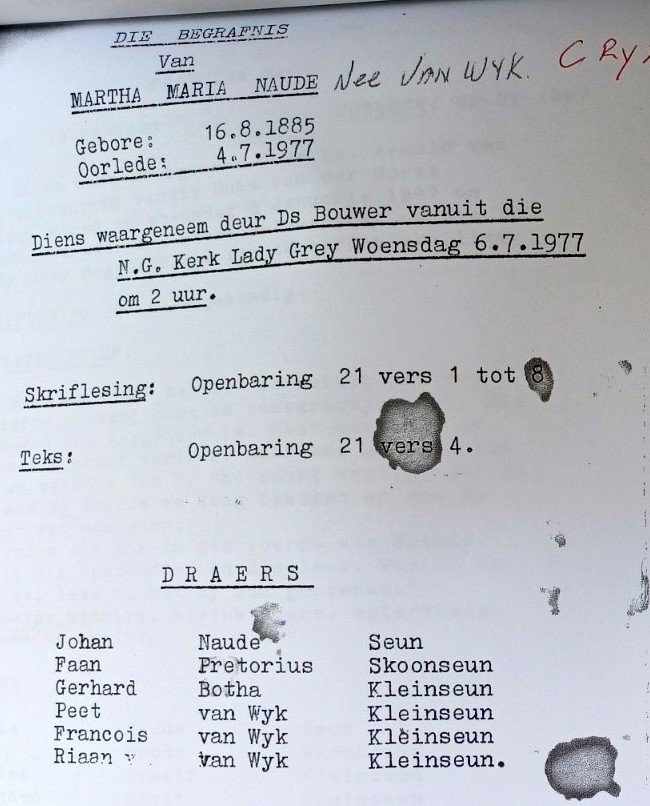 DIE BEGRAFNIS
Van
MARTHA MARIA NAUDE Nee VAN WYK.
Gebore: 16.8.1885
Oorlede: 4.7.1977
Diens waargeneem deur Ds Bouwer vanuit die
N.G. Kerk Lady Grey Woensdag 6.7.1977
om 2 uur.
Skriflesing: Openbaring 21 vers 1 tot 8
Teks: Openbaring 21 vers 4.
DRAERS
Johan Naude Seun
Faan Pretorius Skoonseun
Gerhard Botha Kleinseun
Peet van Wyk Kleinseun
Francois van Wyk Kleinseun
Riaan van Wyk Kleinseun.